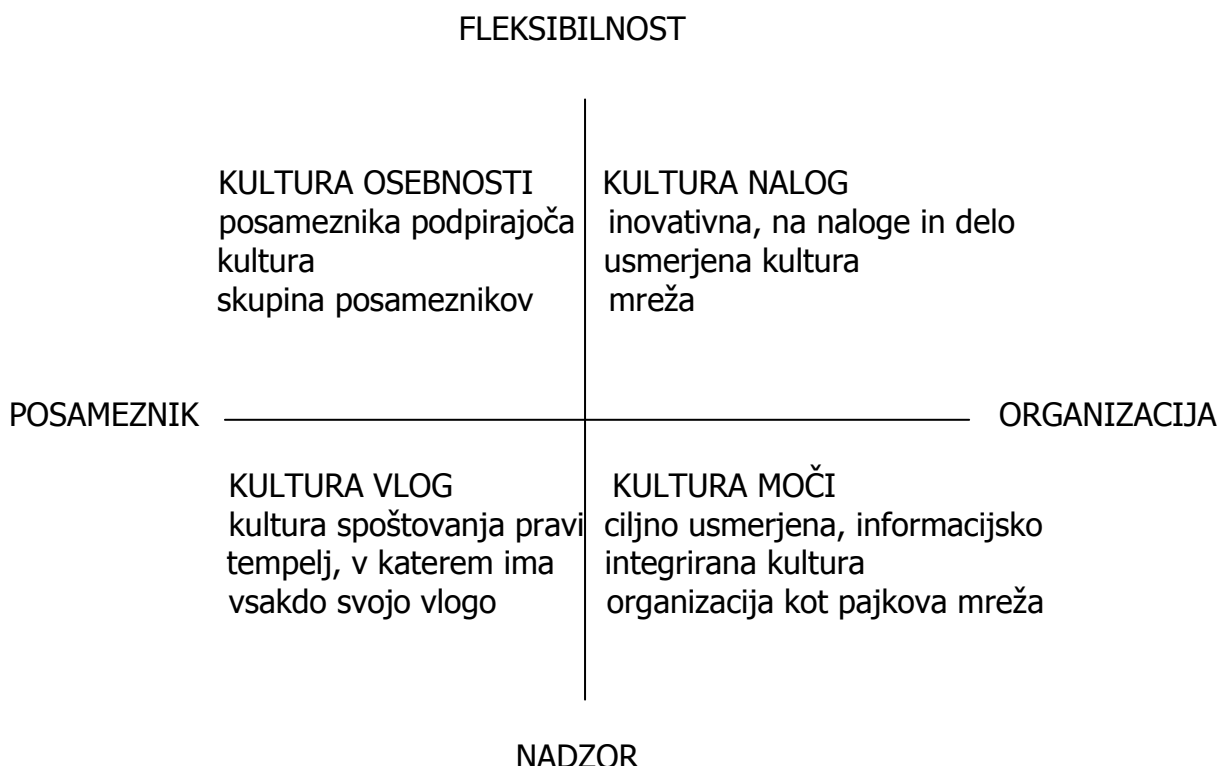 FLEKSIBILNOST
KULTURA OSEBNOSTI
posameznika podpirajoča
kultura
skupina posameznikov
KULTURA NALOG
inovativna, na naloge in delo
usmerjena kultura
mreža
POSAMEZNIK
ORGANIZACIJA
KULTURA VLOG
kultura spoštovanja pravi
tempelj, v katerem ima
vsakdo svojo vlogo
KULTURA MOČI
ciljno usmerjena, informacijsko
integrirana kultura
organizacija kot pajkova mreža
NADZOR